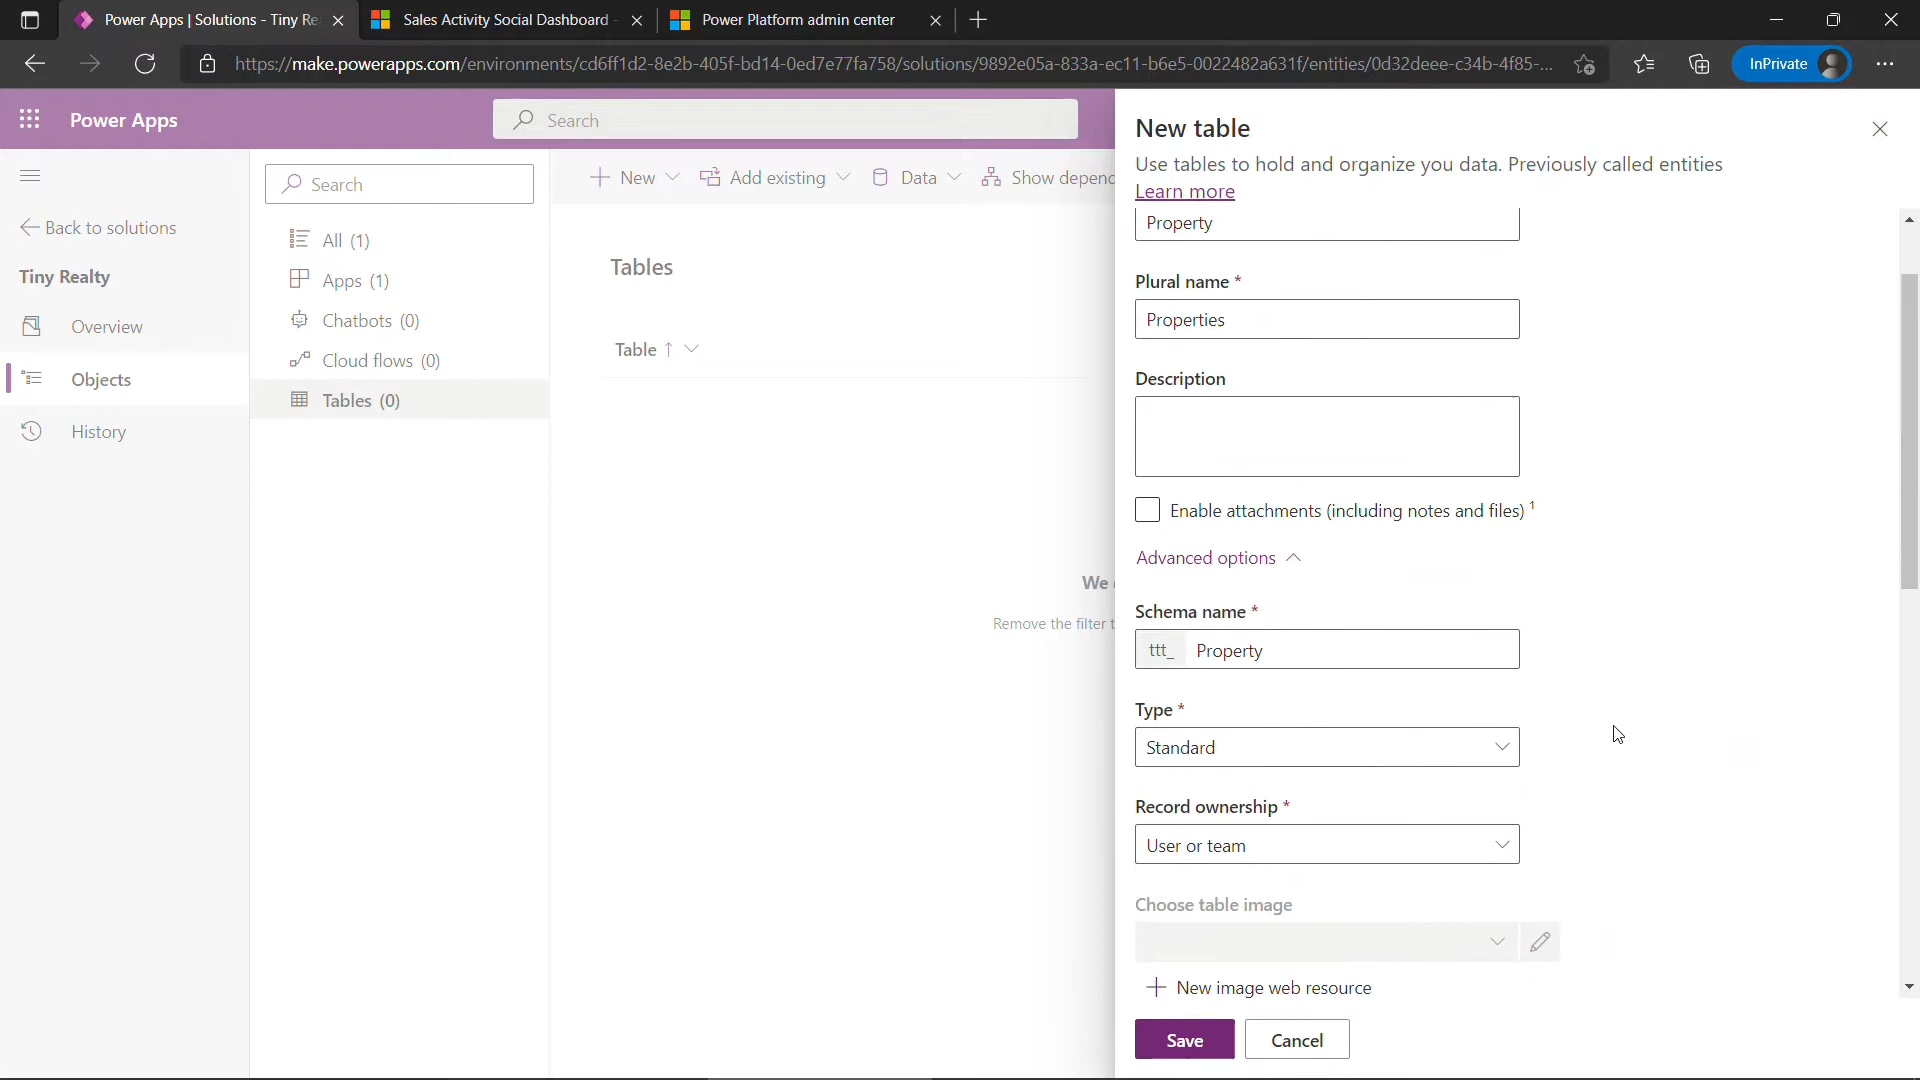 Power Apps | Solutions - Tiny Re
Sales Activity Social Dashboard -
Power Platform admin center
https://make.powerapps.com/environments/cd6ff1d2-8e2b-405f-bd14-0ed7e77fa758/solutions/9892e05a-833a-ec11-b6e5-0022482a631f/entities/0d32deee-c34b-4f85-...
InPrivate
Power Apps
Search
Back to solutions
Tiny Realty
Overview
Objects
History
Search
All (1)
Apps (1)
Chatbots (0)
Cloud flows (0)
Tables (0)
New
Add existing
Data
Show depend
Tables
Table ↑
We
Remove the filter t
New table
Use tables to hold and organize you data. Previously called entities
Learn more
Property
Plural name *
Properties
Description
Enable attachments (including notes and files) 1
Advanced options
Schema name *
ttt_ Property
Type *
Standard
Record ownership *
User or team
Choose table image
New image web resource
Save
Cancel